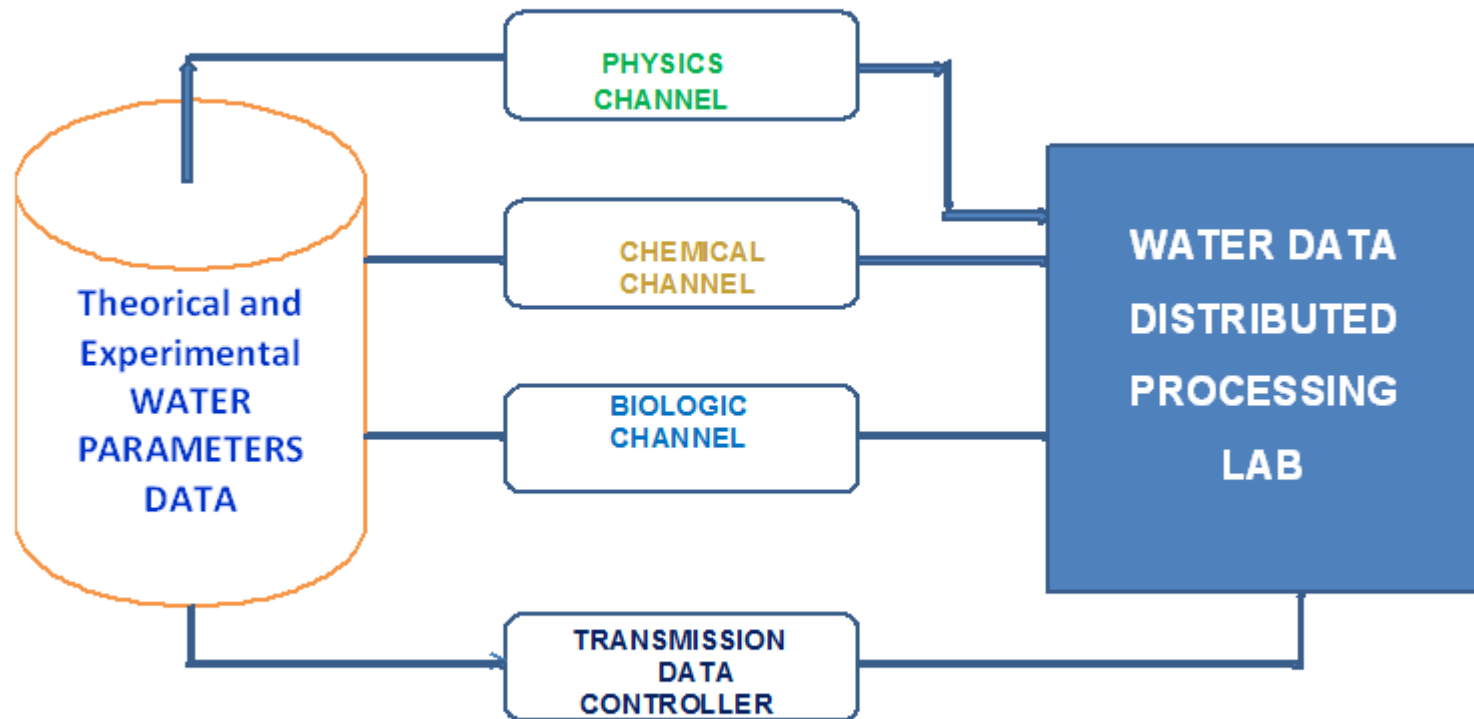 PHYSICS
CHANNEL
Theorical and
Experimental
WATER
PARAMETERS
DATA
CHEMICAL
CHANNEL
BIOLOGIC
CHANNEL
TRANSMISSION
DATA
CONTROLLER
WATER DATA
DISTRIBUTED
PROCESSING
LAB